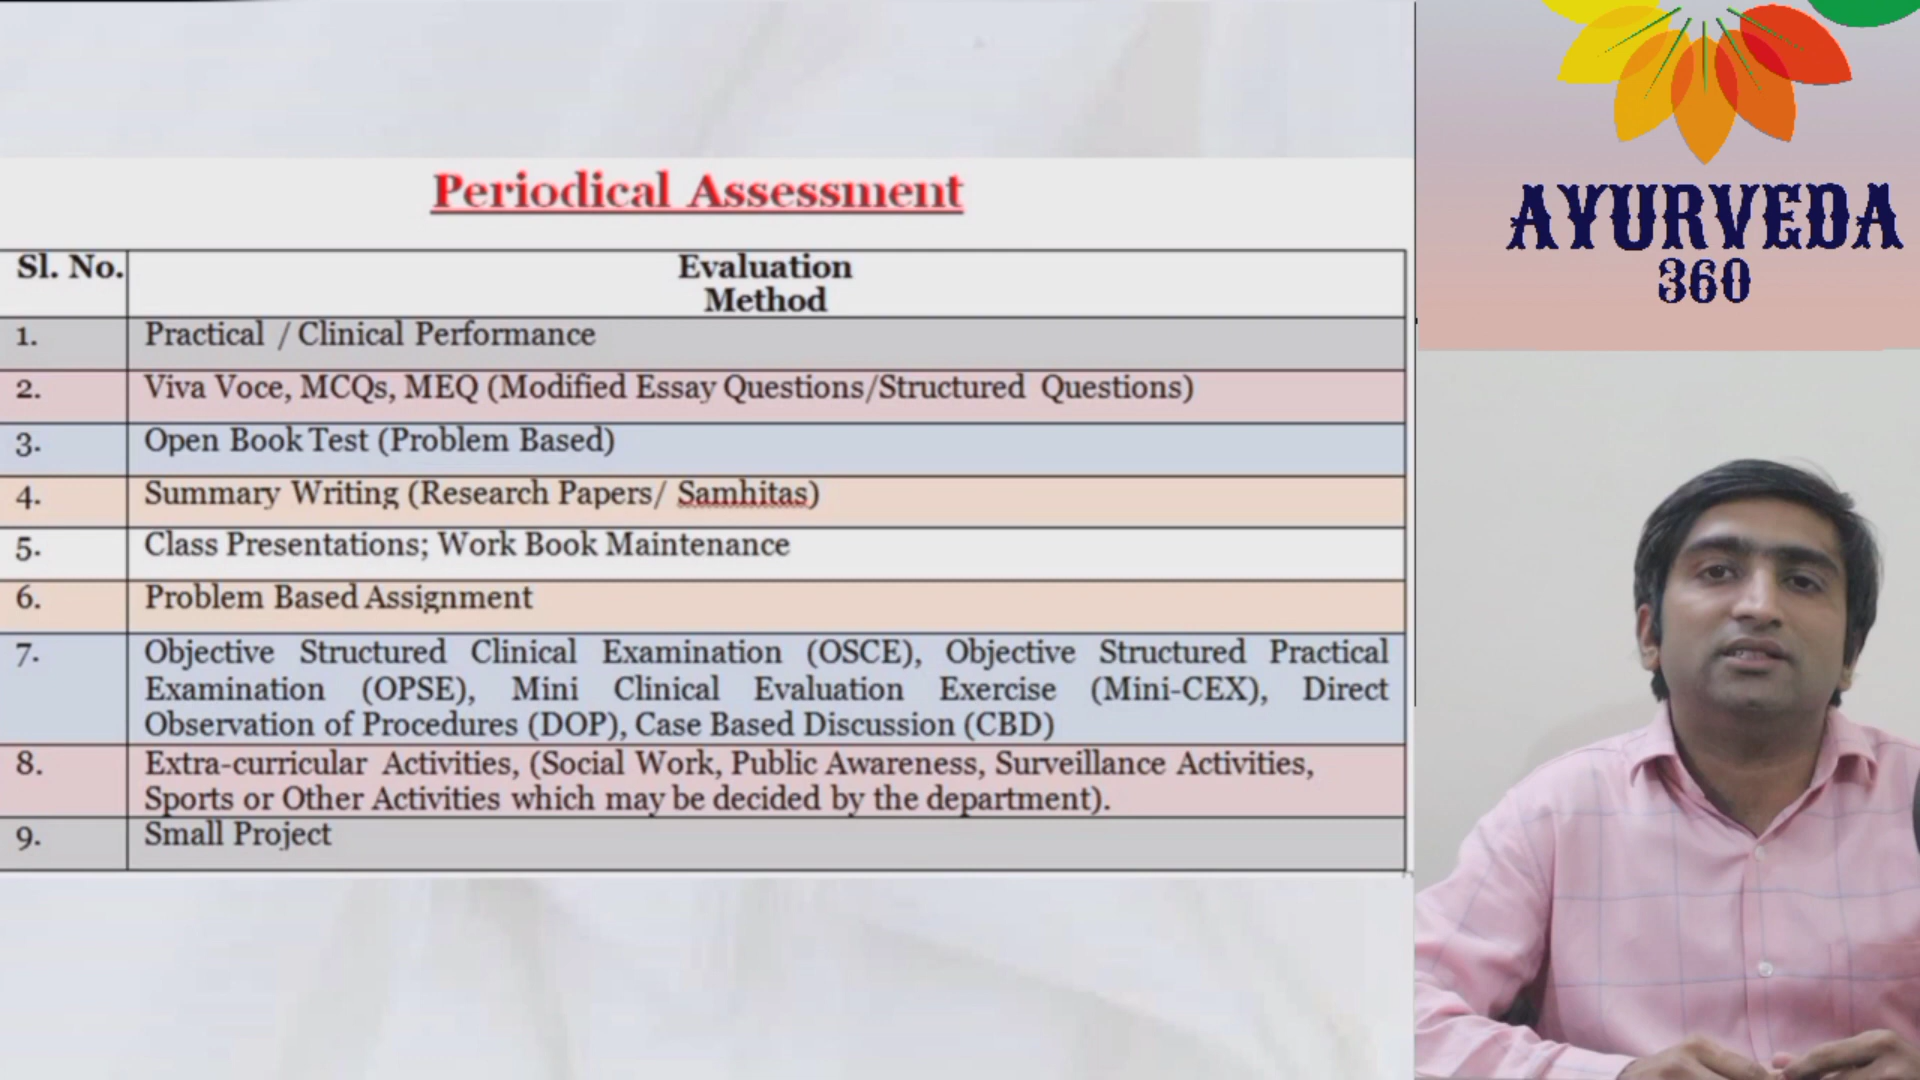 Periodical Assessment
Sl. No.
Evaluation
Method
1.
Practical / Clinical Performance
2.
Viva Voce, MCQs, MEQ (Modified Essay Questions/Structured Questions)
3.
Open Book Test (Problem Based)
4.
Summary Writing (Research Papers/ Samhitas)
5.
Class Presentations; Work Book Maintenance
6.
Problem Based Assignment
7.
Objective Structured Clinical Examination (OSCE), Objective Structured Practical
Examination (OPSE), Mini Clinical Evaluation Exercise (Mini-CEX), Direct
Observation of Procedures (DOP), Case Based Discussion (CBD)
8.
Extra-curricular Activities, (Social Work, Public Awareness, Surveillance Activities,
Sports or Other Activities which may be decided by the department).
9.
Small Project
AYURVEDA
360